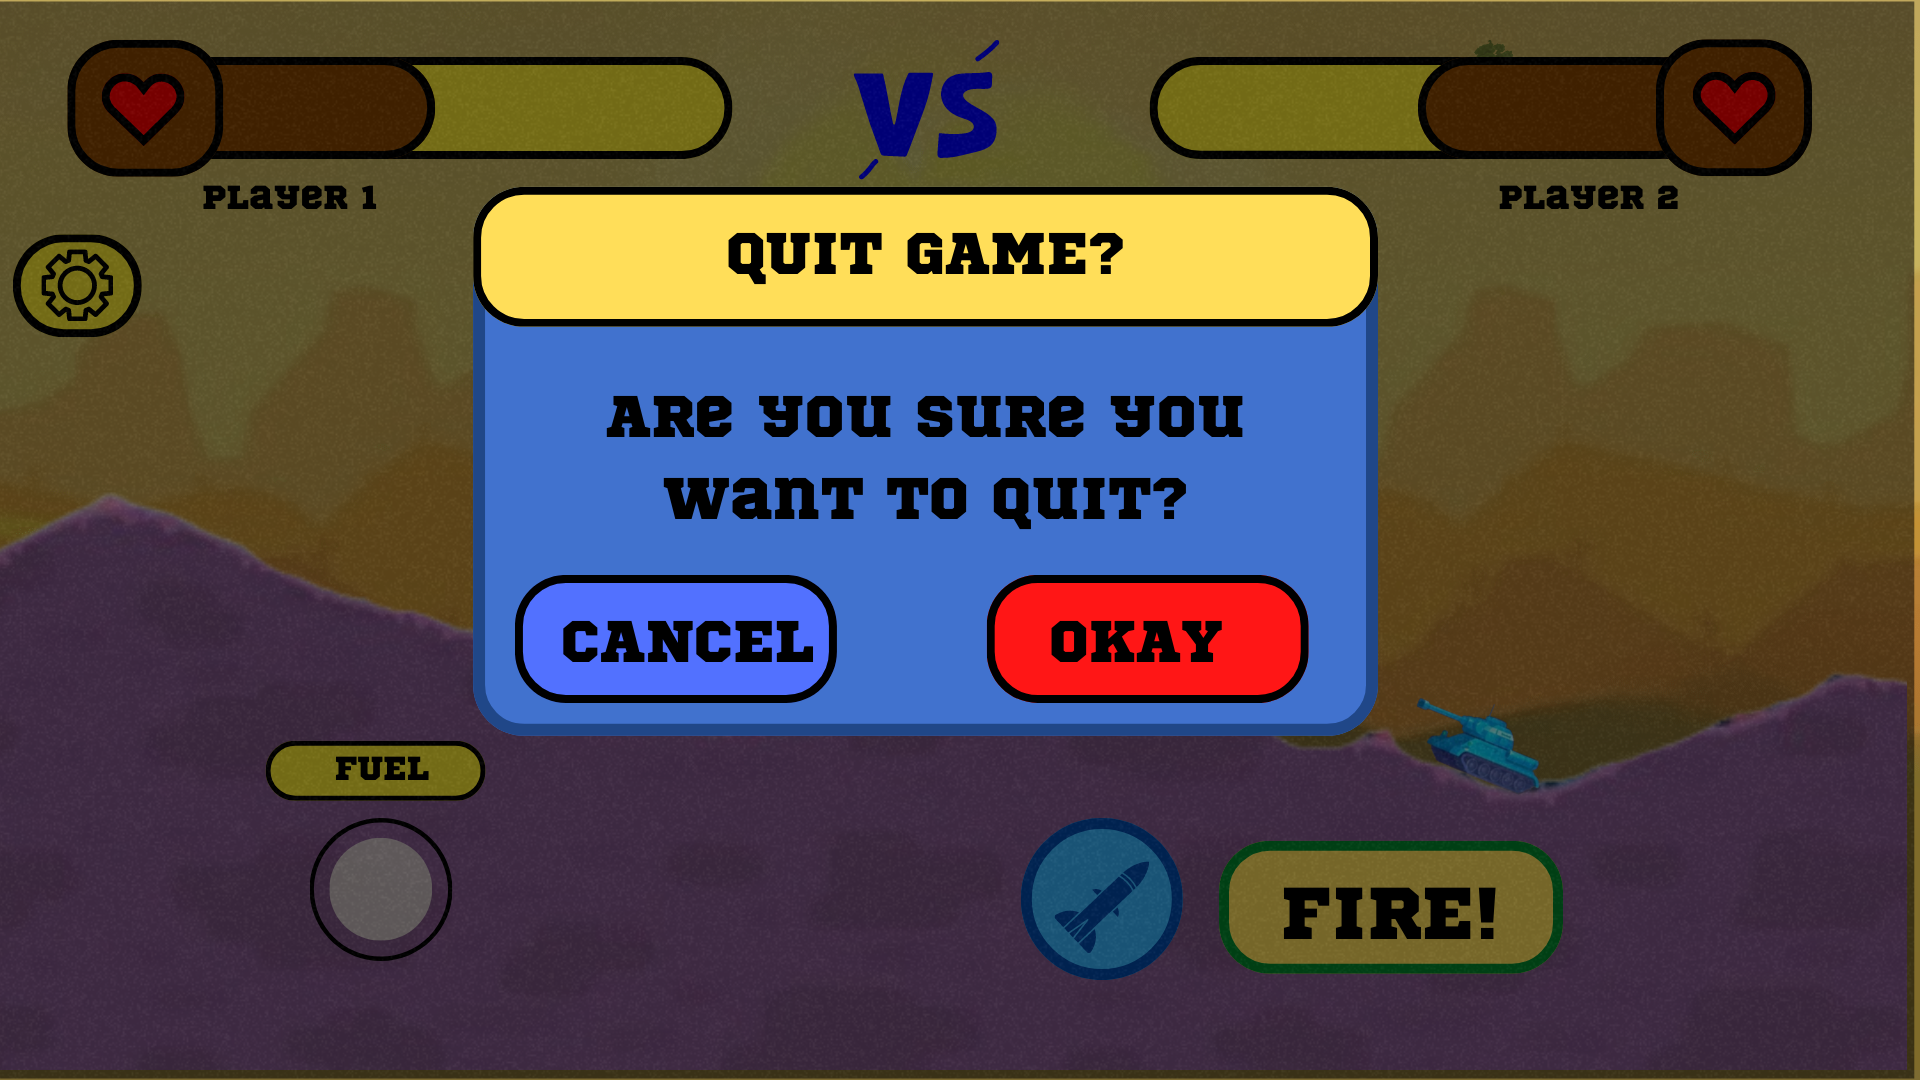 VS
PLayeR 1
PLayeR 2
QUIT GAME?
ARe you suRe you
wanT TO QUIT?
CANCEL
OKAY
FUEL
FIRE!